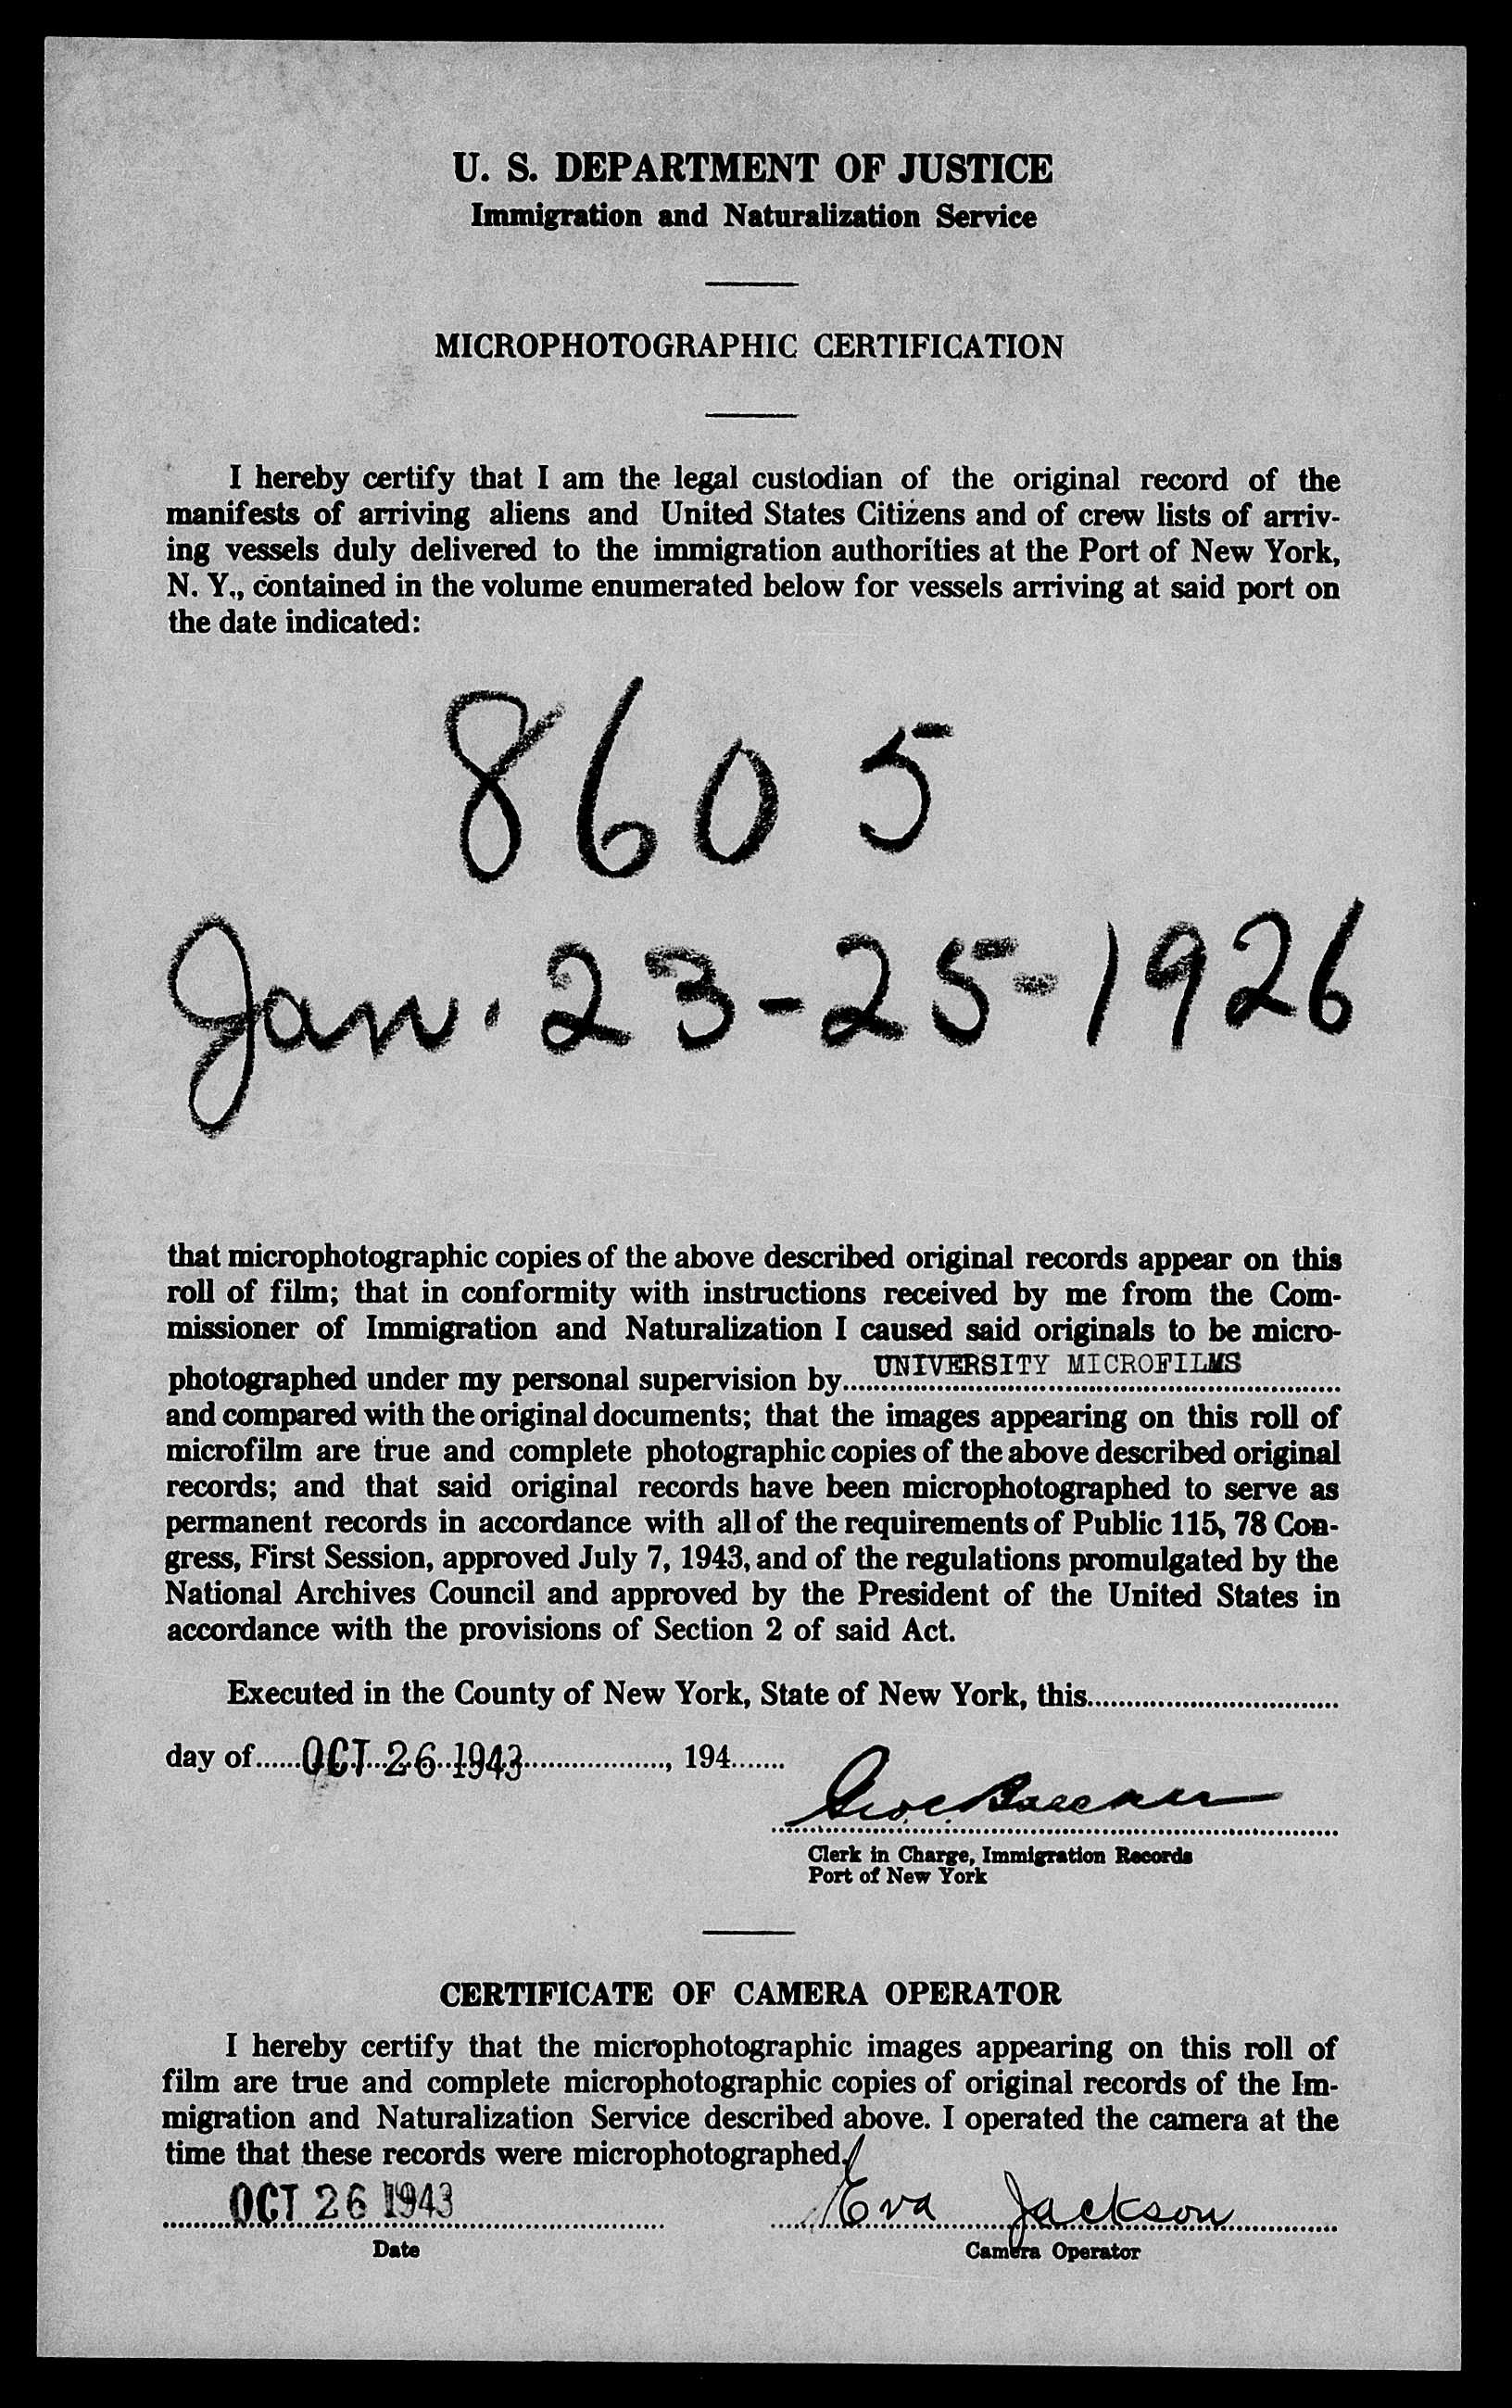 U. S. DEPARTMENT OF JUSTICE
Immigration and Naturalization Service
MICROPHOTOGRAPHIC CERTIFICATION
I hereby certify that I am the legal custodian of the original record of the
manifests of arriving aliens and United States Citizens and of crew lists of arriv-
ing vessels duly delivered to the immigration authorities at the Port of New York,
N. Y., contained in the volume enumerated below for vessels arriving at said port on
the date indicated:
8605
Jan. 23-25-1926
that microphotographic copies of the above described original records appear on this
roll of film; that in conformity with instructions received by me from the Com-
missioner of Immigration and Naturalization I caused said originals to be micro-
photographed under my personal supervision by UNIVERSITY MICROFILMS
and compared with the original documents; that the images appearing on this roll of
microfilm are true and complete photographic copies of the above described original
records; and that said original records have been microphotographed to serve as
permanent records in accordance with all of the requirements of Public 115, 78 Con-
gress, First Session, approved July 7, 1943, and of the regulations promulgated by the
National Archives Council and approved by the President of the United States in
accordance with the provisions of Section 2 of said Act.
Executed in the County of New York, State of New York, this
day of OCT 26 1943, 194
Clerk in Charge, Immigration Records
Port of New York
CERTIFICATE OF CAMERA OPERATOR
I hereby certify that the microphotographic images appearing on this roll of
film are true and complete microphotographic copies of original records of the Im-
migration and Naturalization Service described above. I operated the camera at the
time that these records were microphotographed.
OCT 26 1943 Eva Jackson
Date Camera Operator